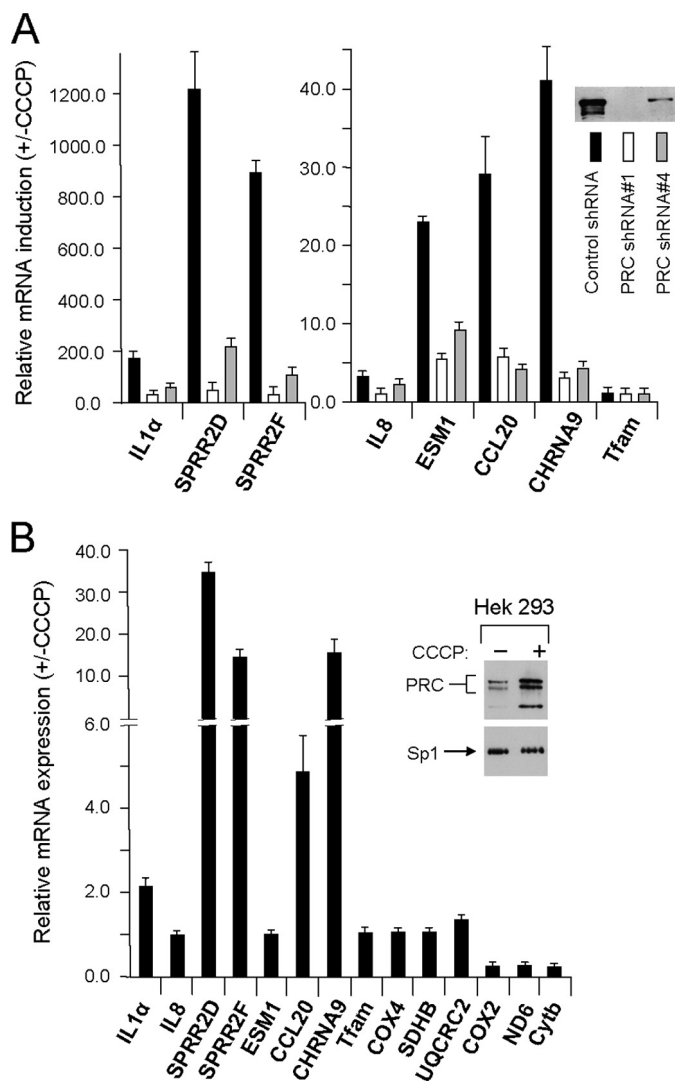 A
Relative mRNA induction (+/-CCCP)
1200.0
1000.0
800.0
600.0
400.0
200.0
0.0
IL1α
SPRR2D
SPRR2F
40.0
30.0
20.0
10.0
0.0
IL8
ESM1
CCL20
CHRNA9
Tfam
Control shRNA
PRC shRNA#1
PRC shRNA#4
B
Relative mRNA expression (+/-CCCP)
40.0
30.0
20.0
10.0
6.0
4.0
2.0
0.0
IL1α
IL8
SPRR2D
SPRR2F
ESM1
CCL20
CHRNA9
Tfam
COX4
SDHB
UQCRC2
COX2
ND6
Cytb
Hek 293
CCCP: – +
PRC
Sp1